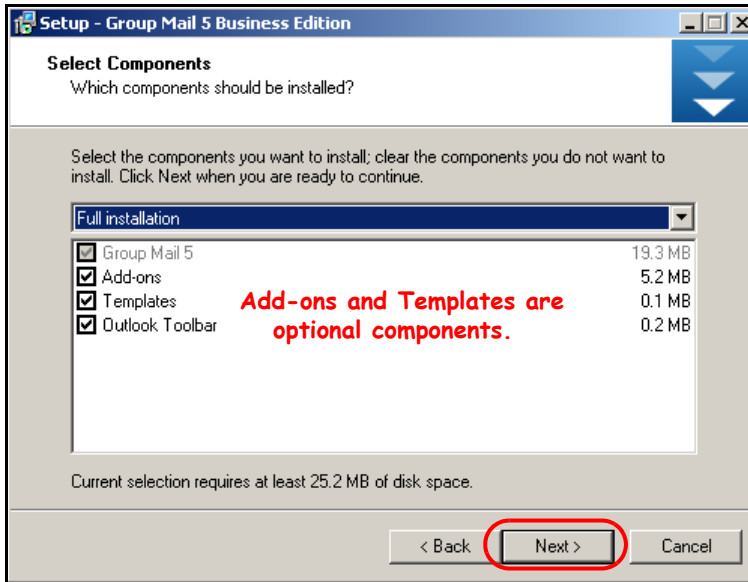 Setup - Group Mail 5 Business Edition
Select Components
Which components should be installed?
Select the components you want to install; clear the components you do not want to
install. Click Next when you are ready to continue.
Full installation
Group Mail 5 19.3 MB
Add-ons 5.2 MB
Templates 0.1 MB
Outlook Toolbar 0.2 MB
Add-ons and Templates are
optional components.
Current selection requires at least 25.2 MB of disk space.
< Back Next > Cancel